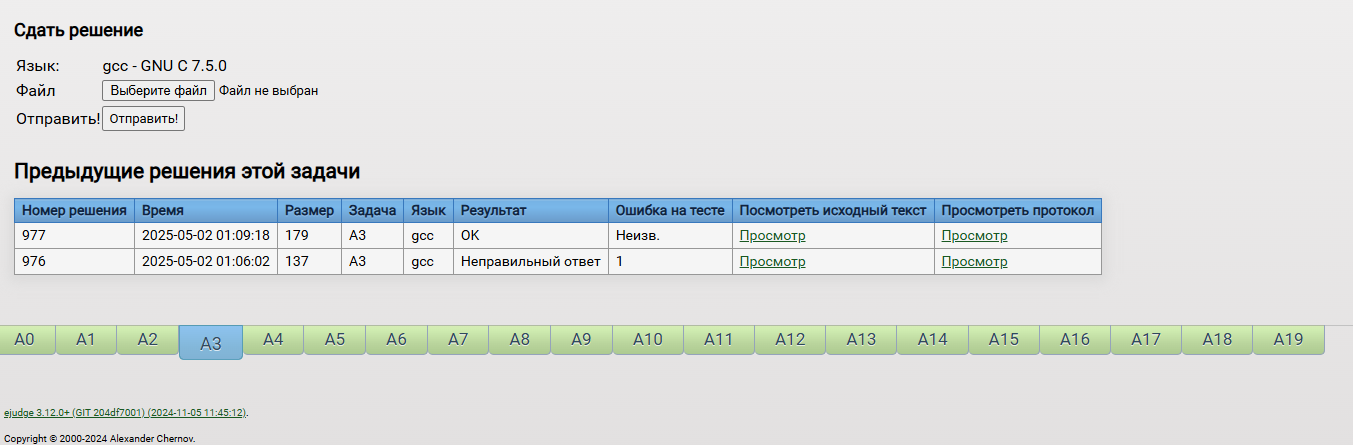 Сдать решение
Язык: gcc - GNU C 7.5.0
Файл Выберите файл Файл не выбран
Отправить! Отправить!
Предыдущие решения этой задачи
Номер решения Время Размер Задача Язык Результат Ошибка на тесте Посмотреть исходный текст Просмотреть протокол
977 2025-05-02 01:09:18 179 A3 gcc OK Неизв. Просмотр Просмотр
976 2025-05-02 01:06:02 137 A3 gcc Неправильный ответ 1 Просмотр Просмотр
A0 A1 A2 A3 A4 A5 A6 A7 A8 A9 A10 A11 A12 A13 A14 A15 A16 A17 A18 A19
ejudge 3.12.0+ (GIT 204df7001) (2024-11-05 11:45:12).
Copyright © 2000-2024 Alexander Chernov.